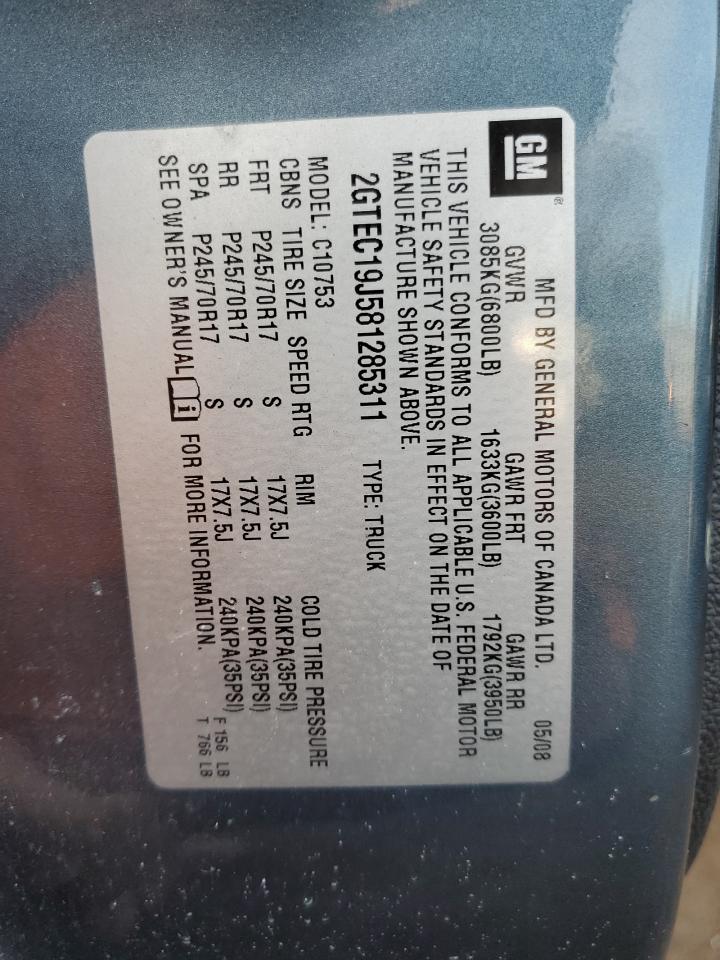 GM®
MFD BY GENERAL MOTORS OF CANADA LTD. 05/08
GVWR GAWR FRT GAWR RR
3085KG(6800LB) 1633KG(3600LB) 1792KG(3950LB)
THIS VEHICLE CONFORMS TO ALL APPLICABLE U.S. FEDERAL MOTOR
VEHICLE SAFETY STANDARDS IN EFFECT ON THE DATE OF
MANUFACTURE SHOWN ABOVE.
2GTEC19J581285311 TYPE: TRUCK
MODEL: C10753
CBNS TIRE SIZE SPEED RTG RIM COLD TIRE PRESSURE
FRT P245/70R17 S 17X7.5J 240KPA(35PSI)
RR P245/70R17 S 17X7.5J 240KPA(35PSI)
SPA P245/70R17 S 17X7.5J 240KPA(35PSI)
SEE OWNER'S MANUAL i FOR MORE INFORMATION.
F 156 LB
T 766 LB